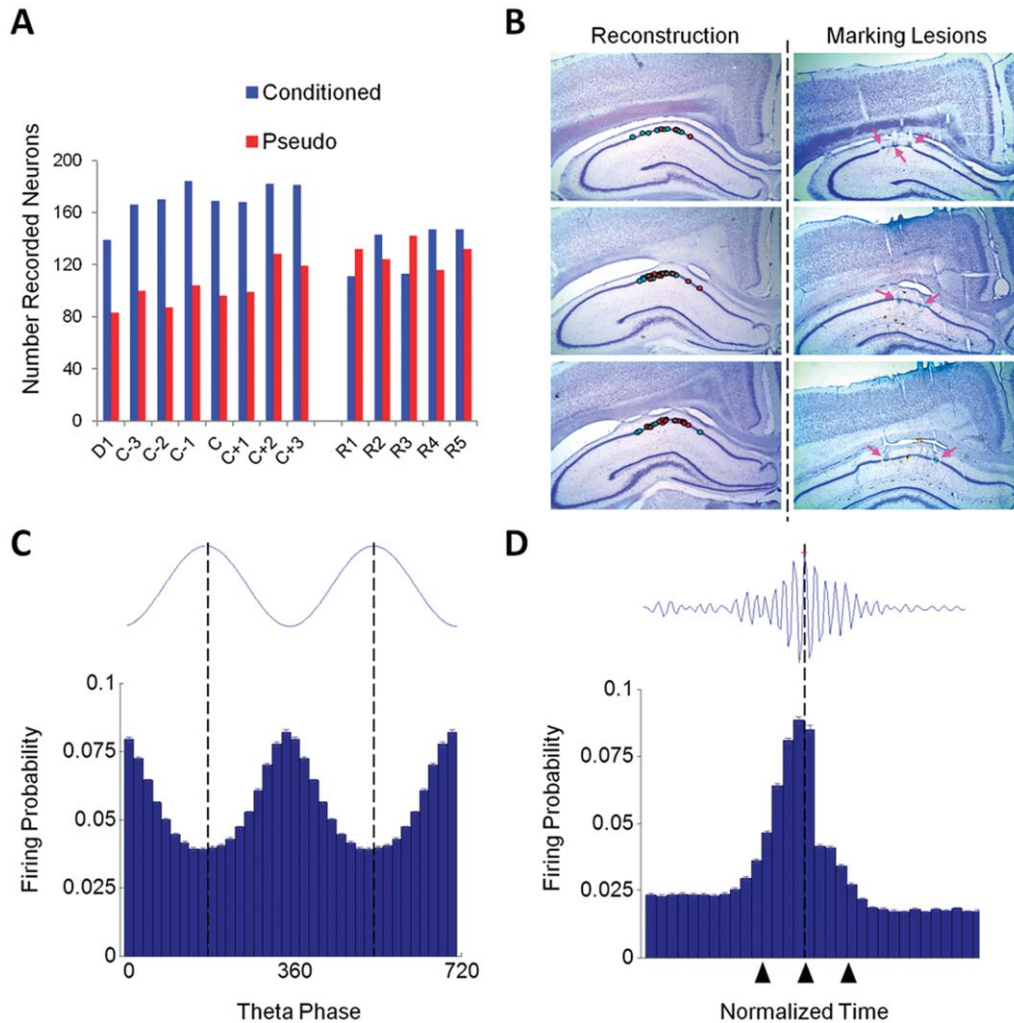 A
Conditioned
Pseudo
Number Recorded Neurons
200
160
120
80
40
0
D1
C-3
C-2
C-1
C
C+1
C+2
C+3
R1
R2
R3
R4
R5
B
Reconstruction
Marking Lesions
C
Firing Probability
0.1
0.075
0.05
0.025
0
0
360
720
Theta Phase
D
Firing Probability
0.1
0.075
0.05
0.025
0
Normalized Time